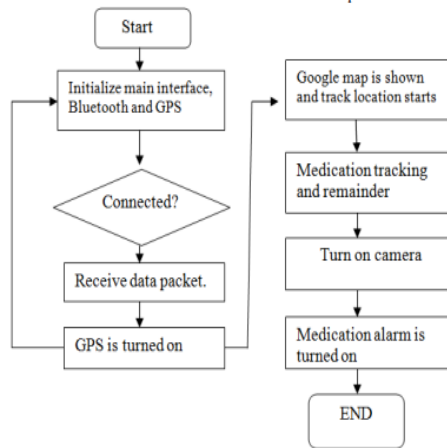 Start
Initialize main interface,
Bluetooth and GPS
Connected?
Receive data packet.
GPS is turned on
Google map is shown
and track location starts
Medication tracking
and remainder
Turn on camera
Medication alarm is
turned on
END